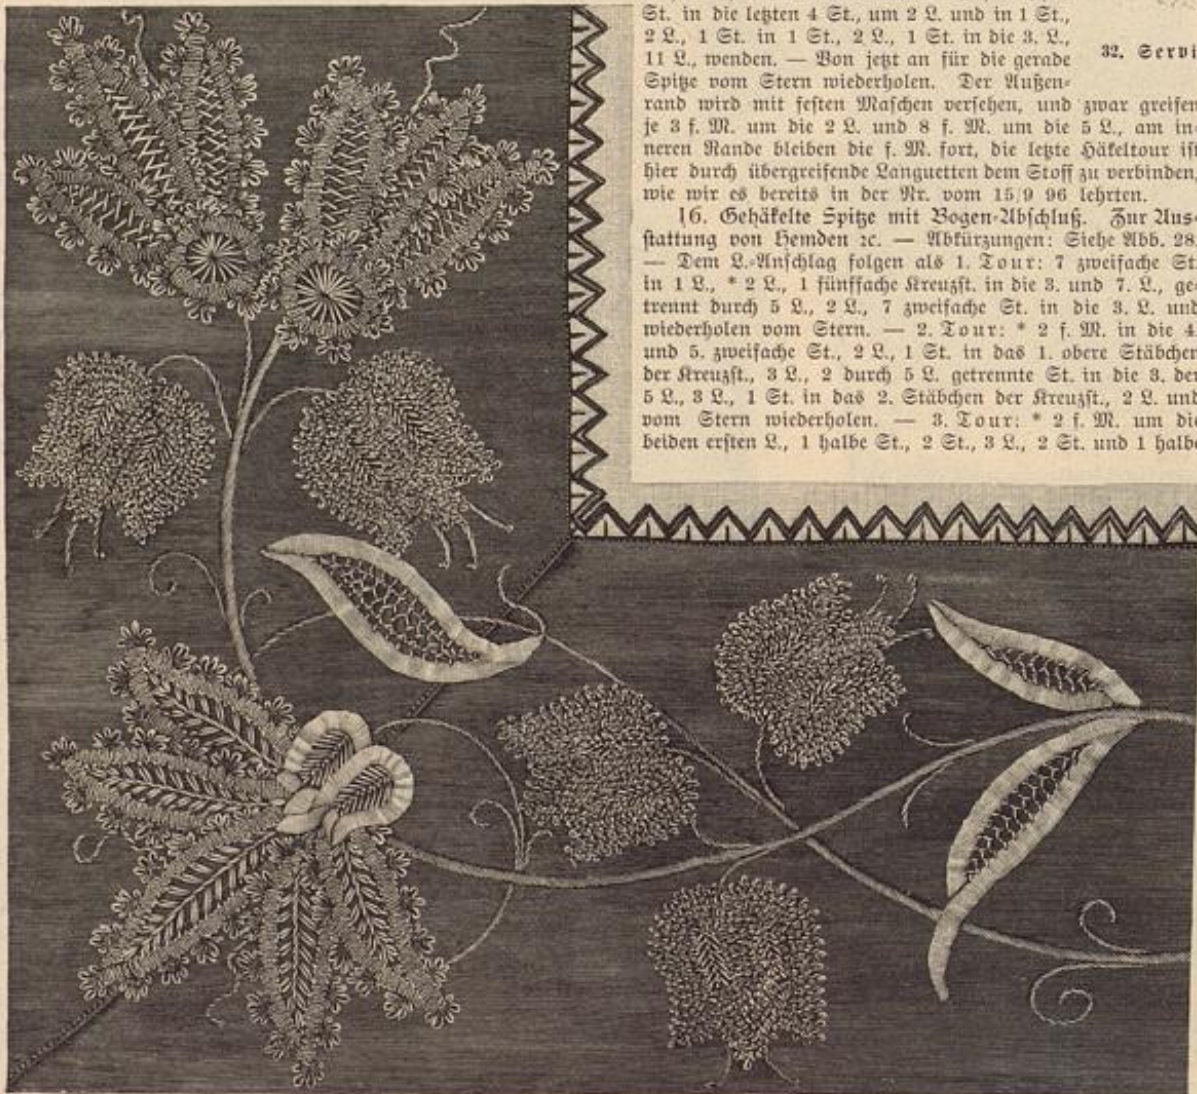 St. in die letzten 4 St., um 2 L. und in 1 St.,
2 L., 1 St. in 1 St., 2 L., 1 St. in die 3. L.,
11 L., wenden. — Von jetzt an für die gerade
Spitze vom Stern wiederholen. Der Außen-
rand wird mit festen Maschen versehen, und zwar greifen
je 3 f. M. um die 2 L. und 8 f. M. um die 5 L., am in-
neren Rande bleiben die f. M. fort, die letzte Häkeltour ist
hier durch übergreifende Languetten dem Stoff zu verbinden,
wie wir es bereits in der Nr. vom 15/9 96 lehrten.
16. Gehäkelte Spitze mit Bogen-Abschluß. Zur Aus-
stattung von Hemden ꝛc. — Abkürzungen: Siehe Abb. 28.
— Dem L.-Anschlag folgen als 1. Tour: 7 zweifache St.
in 1 L., * 2 L., 1 fünffache Kreuzst. in die 3. und 7. L., ge-
trennt durch 5 L., 2 L., 7 zweifache St. in die 3. L. und
wiederholen vom Stern. — 2. Tour: * 2 f. M. in die 4.
und 5. zweifache St., 2 L., 1 St. in das 1. obere Stäbchen
der Kreuzst., 3 L., 2 durch 5 L. getrennte St. in die 3. der
5 L., 3 L., 1 St. in das 2. Stäbchen der Kreuzst., 2 L. und
vom Stern wiederholen. — 3. Tour: * 2 f. M. um die
beiden ersten L., 1 halbe St., 2 St., 3 L., 2 St. und 1 halbe
32. Servi